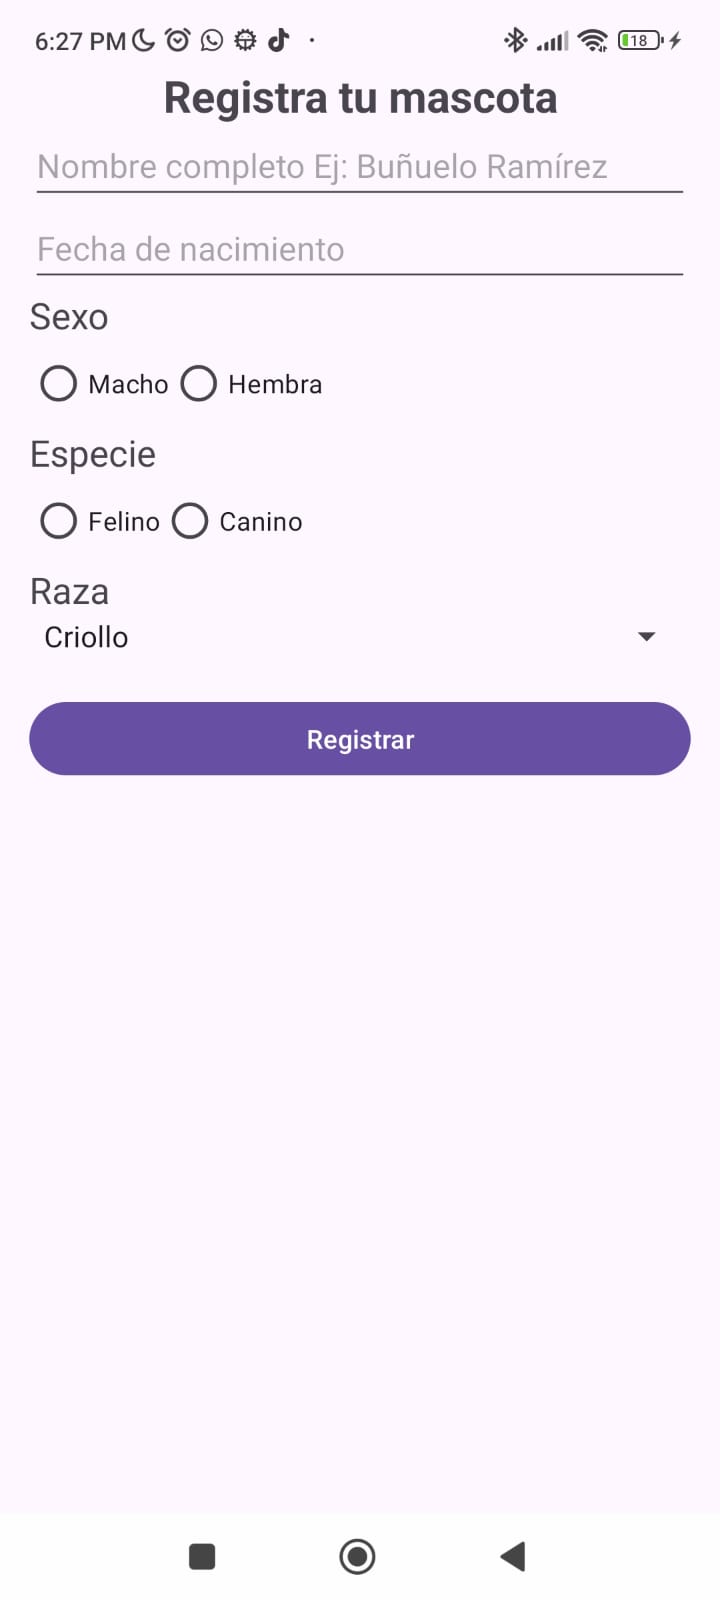 6:27 PM
18
Registra tu mascota
Nombre completo Ej: Buñuelo Ramírez
Fecha de nacimiento
Sexo
Macho Hembra
Especie
Felino Canino
Raza
Criollo
Registrar